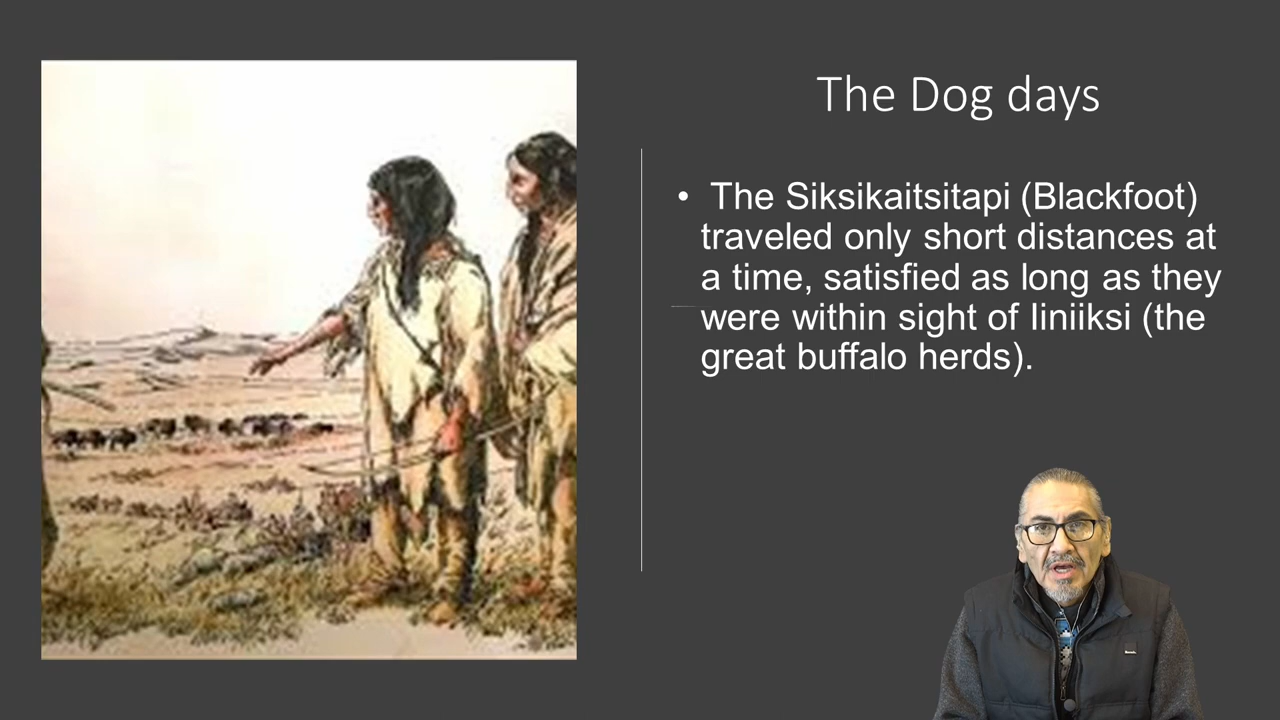 The Dog days
• The Siksikaitsitapi (Blackfoot)
traveled only short distances at
a time, satisfied as long as they
were within sight of Iiniiksi (the
great buffalo herds).